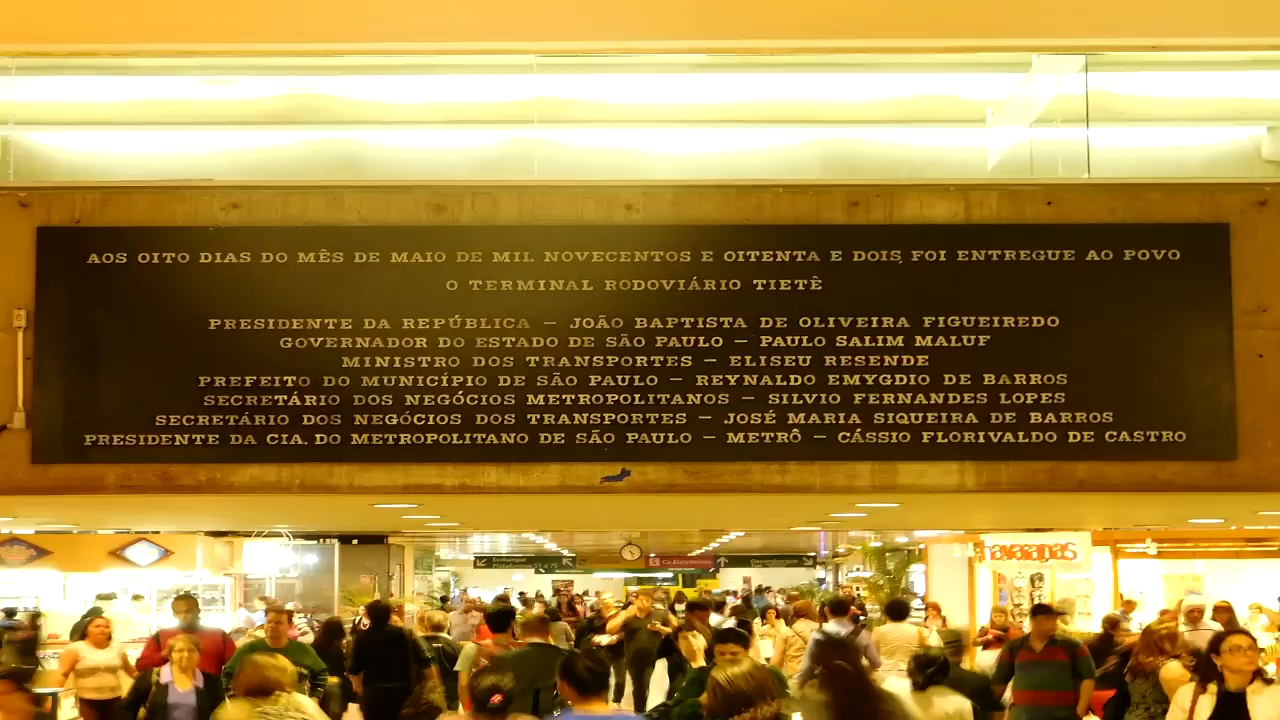 AOS OITO DIAS DO MÊS DE MAIO DE MIL NOVECENTOS E OITENTA E DOIS, FOI ENTREGUE AO POVO
O TERMINAL RODOVIÁRIO TIETÊ
PRESIDENTE DA REPÚBLICA – JOÃO BAPTISTA DE OLIVEIRA FIGUEIREDO
GOVERNADOR DO ESTADO DE SÃO PAULO – PAULO SALIM MALUF
MINISTRO DOS TRANSPORTES – ELISEU RESENDE
PREFEITO DO MUNICÍPIO DE SÃO PAULO – REYNALDO EMYGDIO DE BARROS
SECRETÁRIO DOS NEGÓCIOS METROPOLITANOS – SILVIO FERNANDES LOPES
SECRETÁRIO DOS NEGÓCIOS DOS TRANSPORTES – JOSÉ MARIA SIQUEIRA DE BARROS
PRESIDENTE DA CIA. DO METROPOLITANO DE SÃO PAULO – METRÔ – CÁSSIO FLORIVALDO DE CASTRO
havaianas